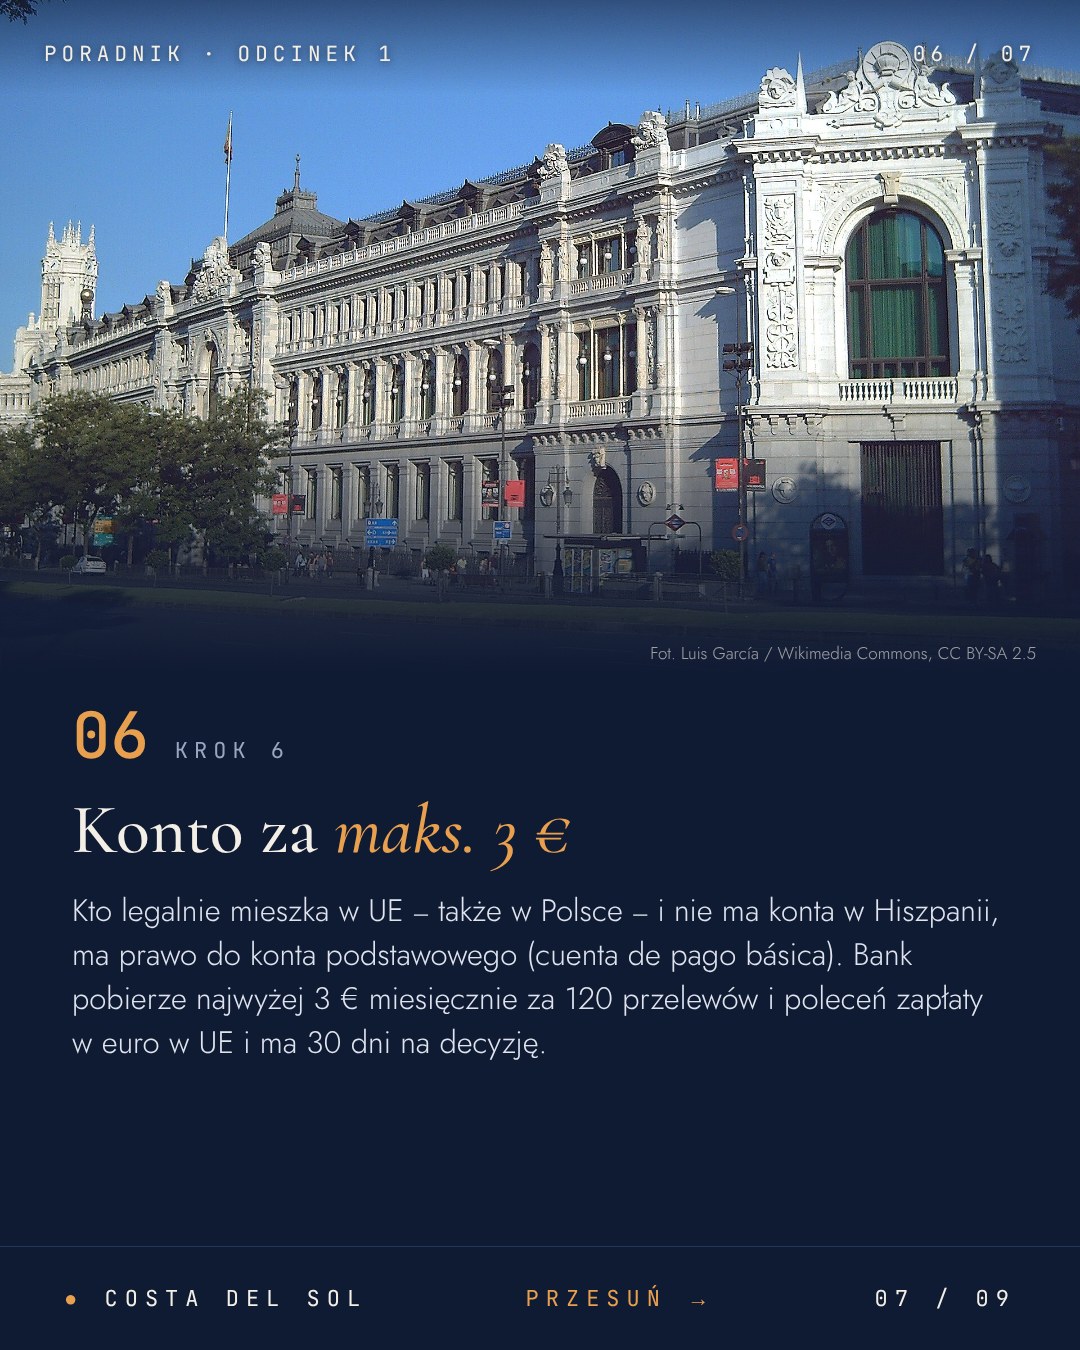 PORADNIK · ODCINEK 1
06 / 07
Fot. Luis García / Wikimedia Commons, CC BY-SA 2.5
06 KROK 6
Konto za maks. 3 €
Kto legalnie mieszka w UE – także w Polsce – i nie ma konta w Hiszpanii,
ma prawo do konta podstawowego (cuenta de pago básica). Bank
pobierze najwyżej 3 € miesięcznie za 120 przelewów i poleceń zapłaty
w euro w UE i ma 30 dni na decyzję.
• COSTA DEL SOL
PRZESUŃ →
07 / 09